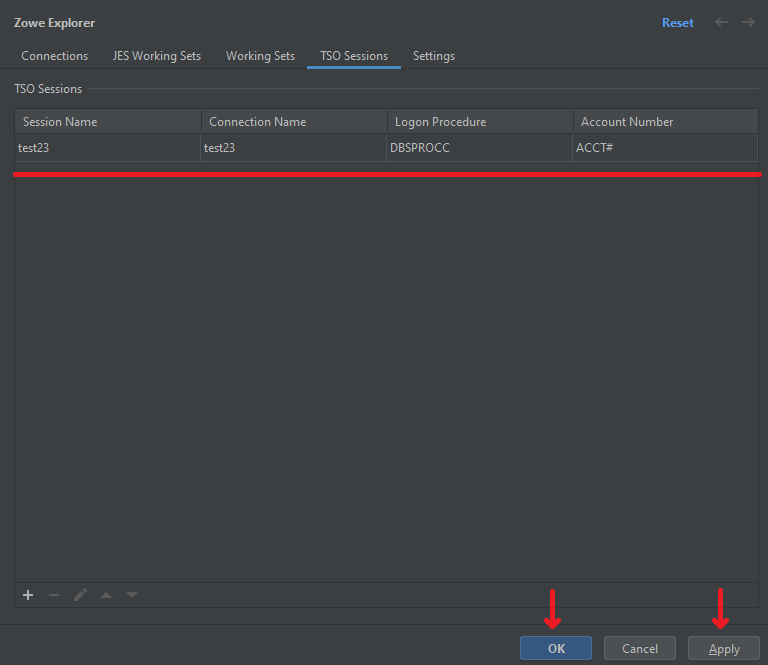 Zowe Explorer Reset
Connections JES Working Sets Working Sets TSO Sessions Settings
TSO Sessions
Session Name Connection Name Logon Procedure Account Number
test23 test23 DBSPROCC ACCT#
OK Cancel Apply